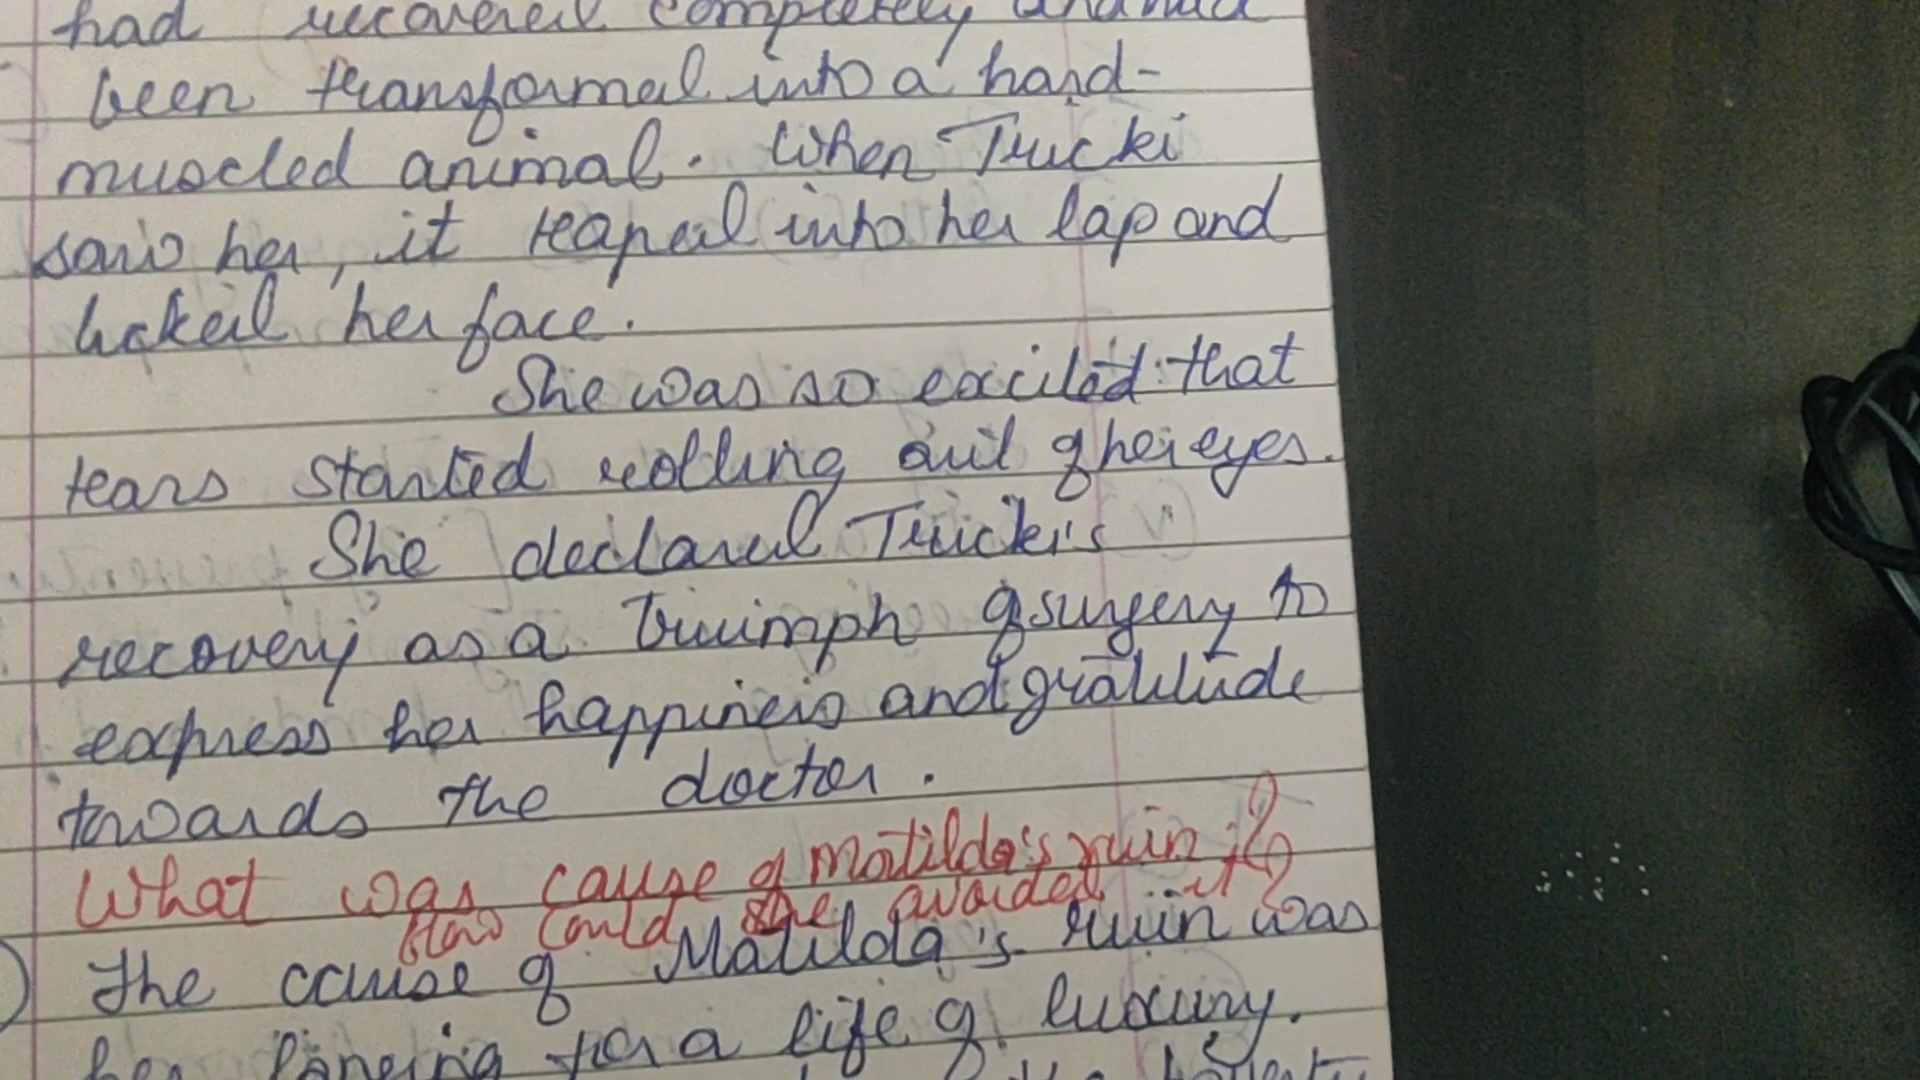 had recovered completely and had
been transformed into a hard-
muscled animal. When Trucki
saw her, it leaped into her lap and
licked her face.
She was so excited that
tears started rolling out of her eyes.
She declared Trucki's
recovery as a Triumph of surgery to
express her happiness and gratitude
towards the doctor.
What was cause of Matilda's ruin ?
How could she avoided it ?
The cause of Matilda's ruin was
her longing for a life of luxury.